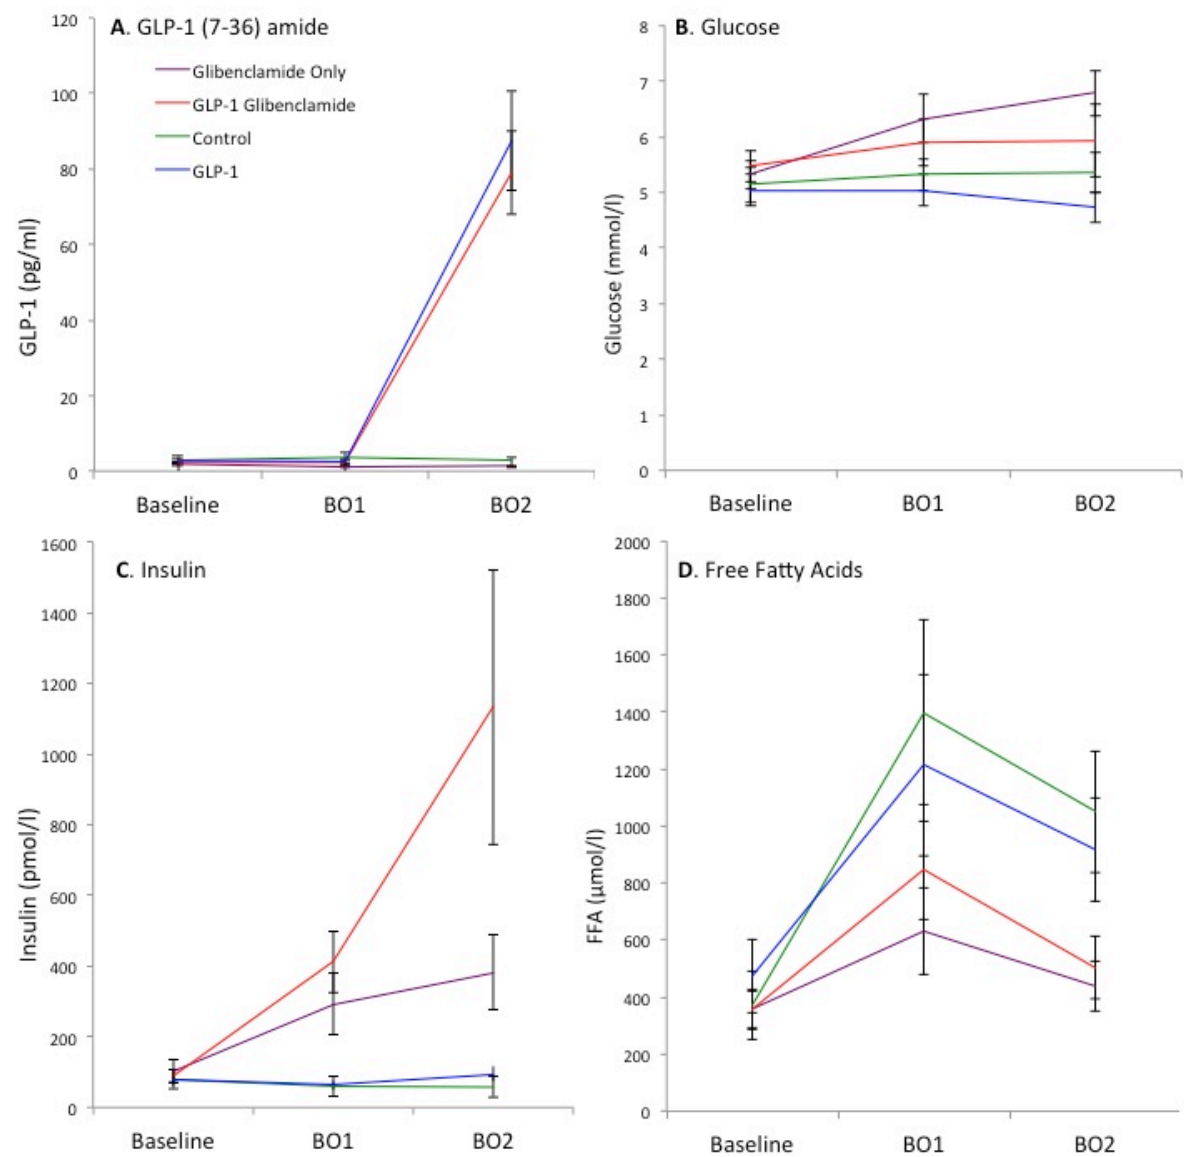 A. GLP-1 (7-36) amide
120
100
80
60
40
20
0
GLP-1 (pg/ml)
Glibenclamide Only
GLP-1 Glibenclamide
Control
GLP-1
Baseline
BO1
BO2
B. Glucose
8
7
6
5
4
3
2
1
0
Glucose (mmol/l)
Baseline
BO1
BO2
C. Insulin
1600
1400
1200
1000
800
600
400
200
0
Insulin (pmol/l)
Baseline
BO1
BO2
D. Free Fatty Acids
2000
1800
1600
1400
1200
1000
800
600
400
200
0
FFA (µmol/l)
Baseline
BO1
BO2